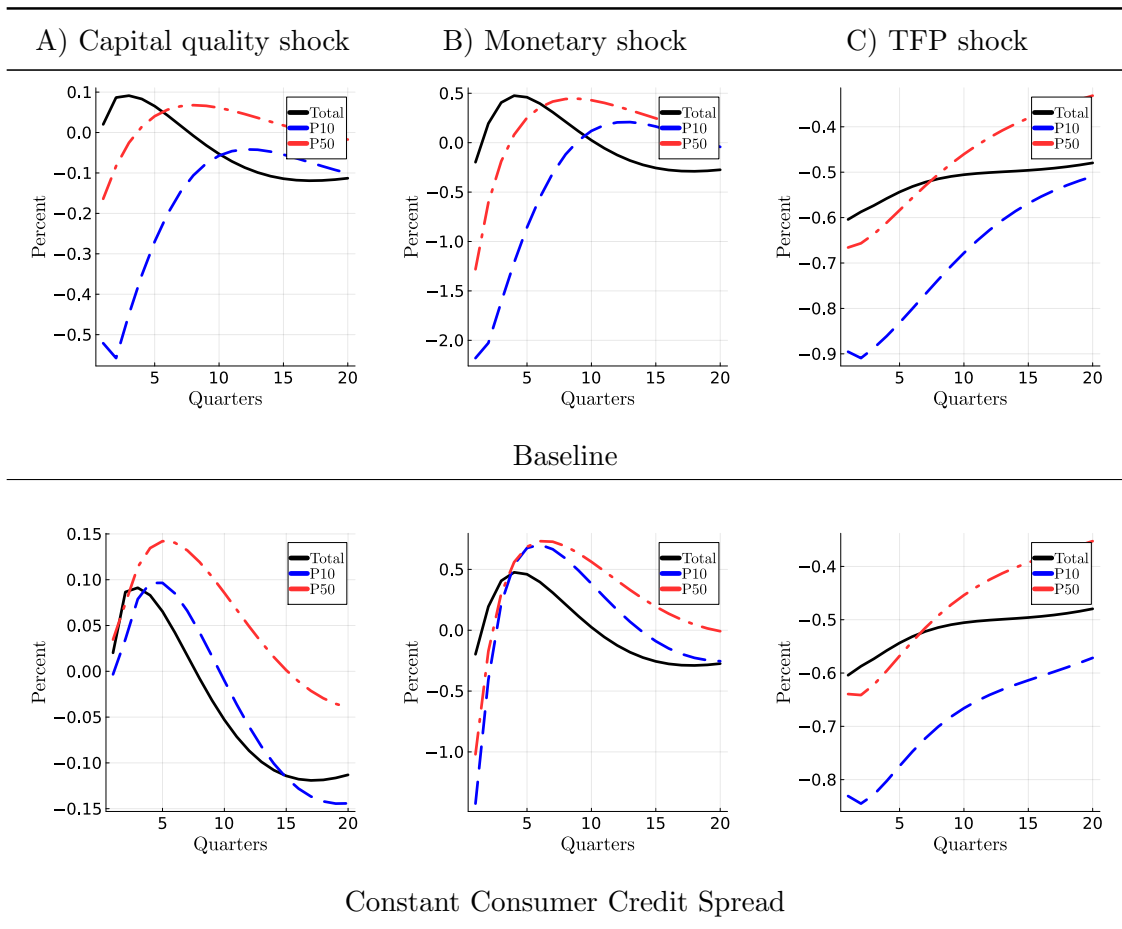 A) Capital quality shock
B) Monetary shock
C) TFP shock
Percent
0.1
0.0
−0.1
−0.2
−0.3
−0.4
−0.5
Total
P10
P50
5
10
15
20
Quarters
Percent
0.5
0.0
−0.5
−1.0
−1.5
−2.0
Total
P10
P50
5
10
15
20
Quarters
Percent
−0.4
−0.5
−0.6
−0.7
−0.8
−0.9
Total
P10
P50
5
10
15
20
Quarters
Baseline
Percent
0.15
0.10
0.05
0.00
−0.05
−0.10
−0.15
Total
P10
P50
5
10
15
20
Quarters
Percent
0.5
0.0
−0.5
−1.0
Total
P10
P50
5
10
15
20
Quarters
Percent
−0.4
−0.5
−0.6
−0.7
−0.8
Total
P10
P50
5
10
15
20
Quarters
Constant Consumer Credit Spread